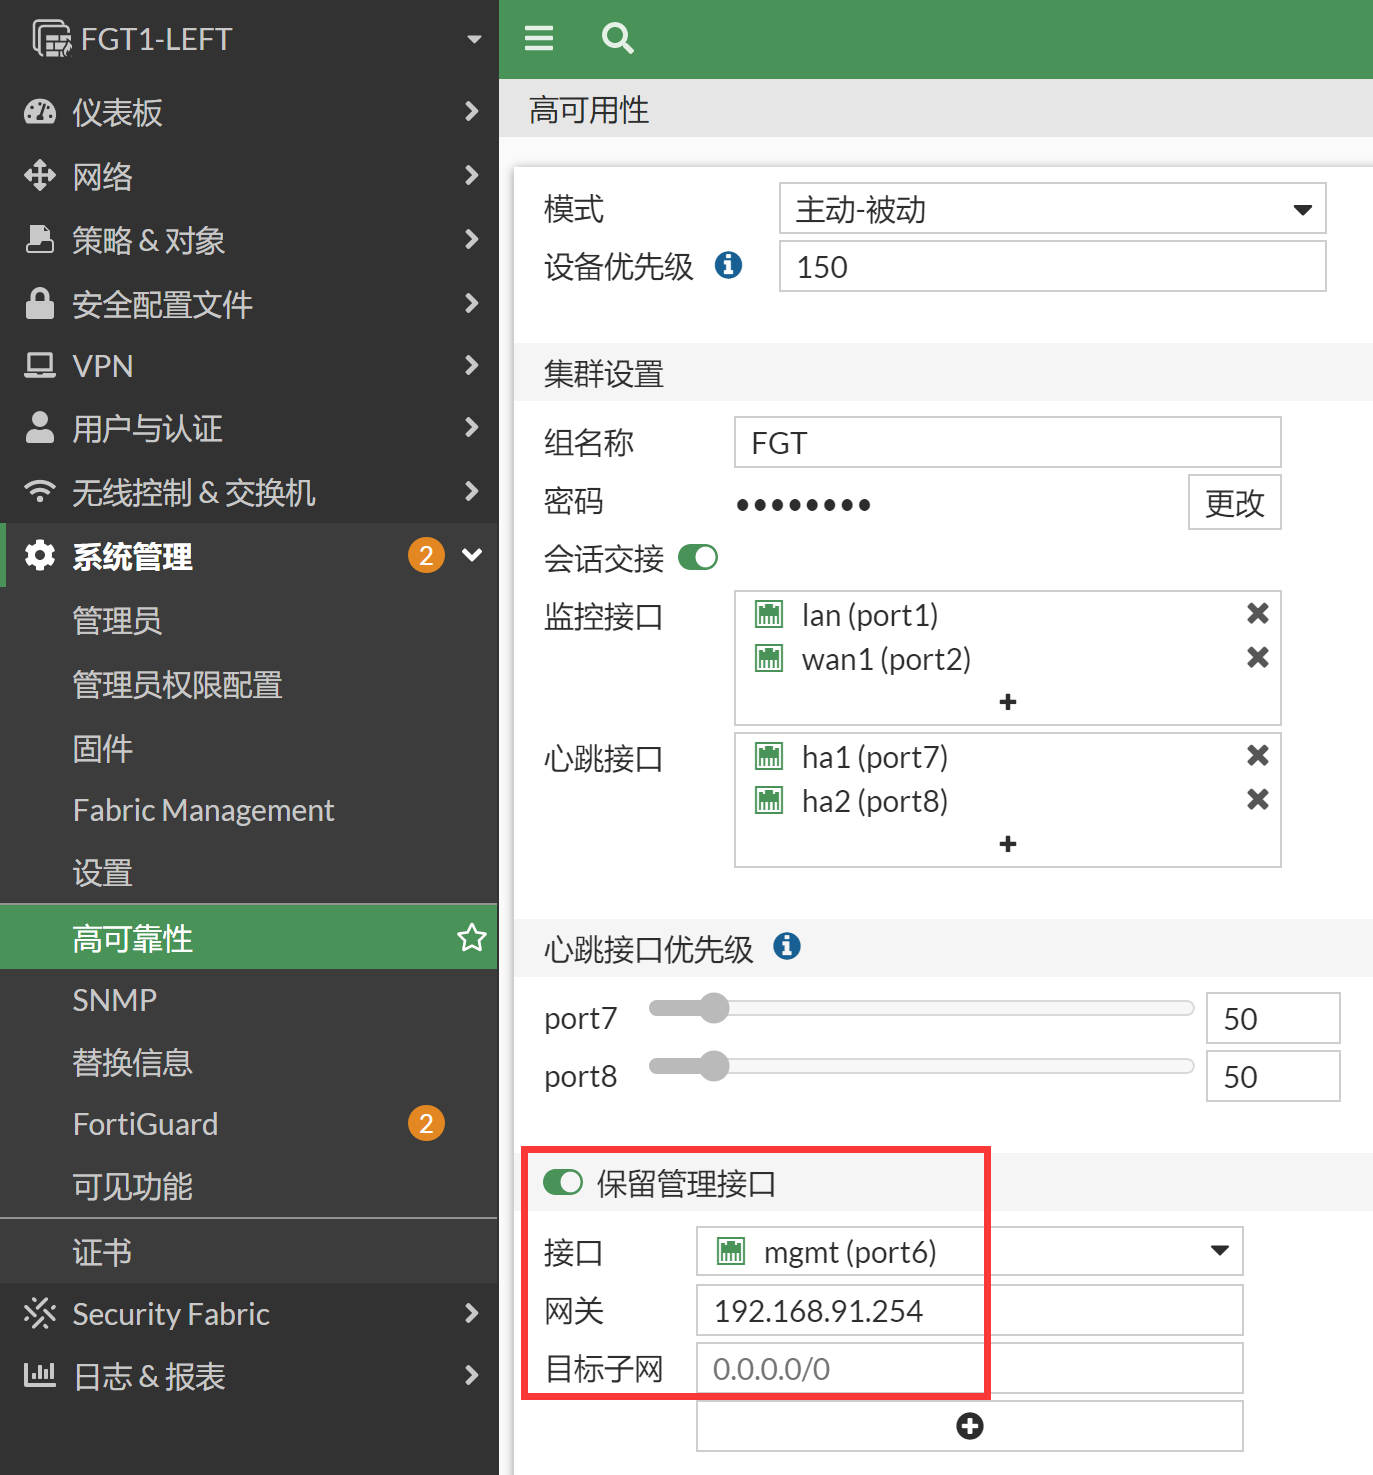 FGT1-LEFT
仪表板
网络
策略 & 对象
安全配置文件
VPN
用户与认证
无线控制 & 交换机
系统管理 2
管理员
管理员权限配置
固件
Fabric Management
设置
高可靠性
SNMP
替换信息
FortiGuard 2
可见功能
证书
Security Fabric
日志 & 报表
高可用性
模式 主动-被动
设备优先级 150
集群设置
组名称 FGT
密码 •••••••• 更改
会话交接
监控接口 lan (port1)
wan1 (port2)
心跳接口 ha1 (port7)
ha2 (port8)
心跳接口优先级
port7 50
port8 50
保留管理接口
接口 mgmt (port6)
网关 192.168.91.254
目标子网 0.0.0.0/0